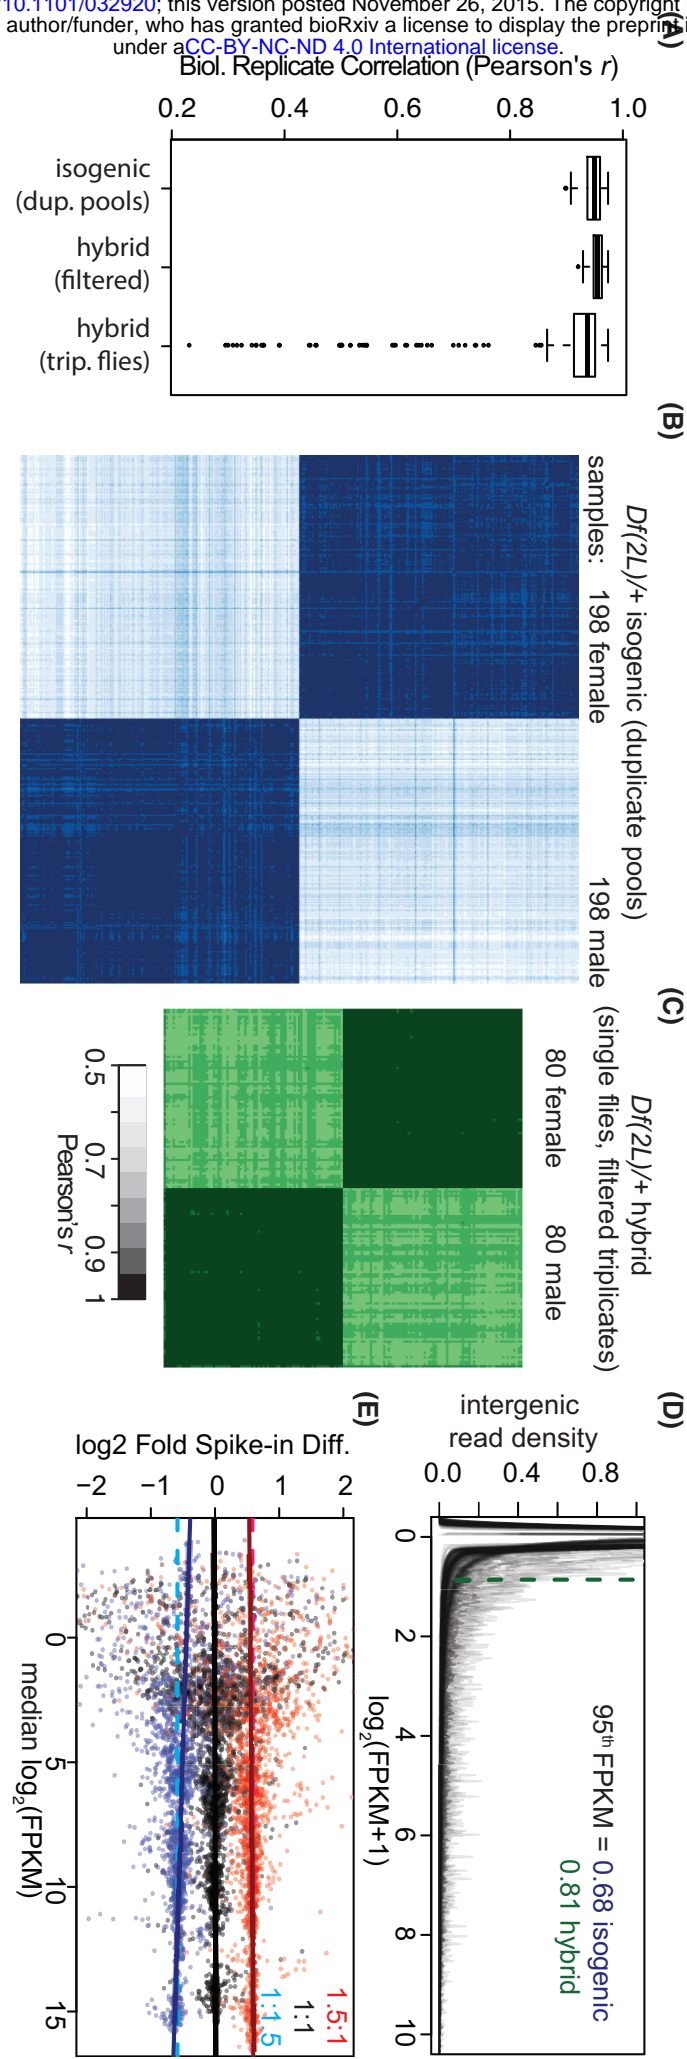 10.1101/032920; this version posted November 26, 2015. The copyright
author/funder, who has granted bioRxiv a license to display the preprint i
under aCC-BY-NC-ND 4.0 International license.
(A)
Biol. Replicate Correlation (Pearson's r)
0.2 0.4 0.6 0.8 1.0
isogenic
(dup. pools)
hybrid
(filtered)
hybrid
(trip. flies)
(B)
Df(2L)/+ isogenic (duplicate pools)
samples: 198 female 198 male
(C)
Df(2L)/+ hybrid
(single flies, filtered triplicates)
80 female 80 male
0.5 0.7 0.9 1
Pearson's r
(D)
intergenic
read density
0.0 0.4 0.8
95th FPKM = 0.68 isogenic
0.81 hybrid
0 2 4 6 8 10
log2(FPKM+1)
(E)
log2 Fold Spike-in Diff.
−2 −1 0 1 2
1.5:1
1:1
1:1.5
0 5 10 15
median log2(FPKM)